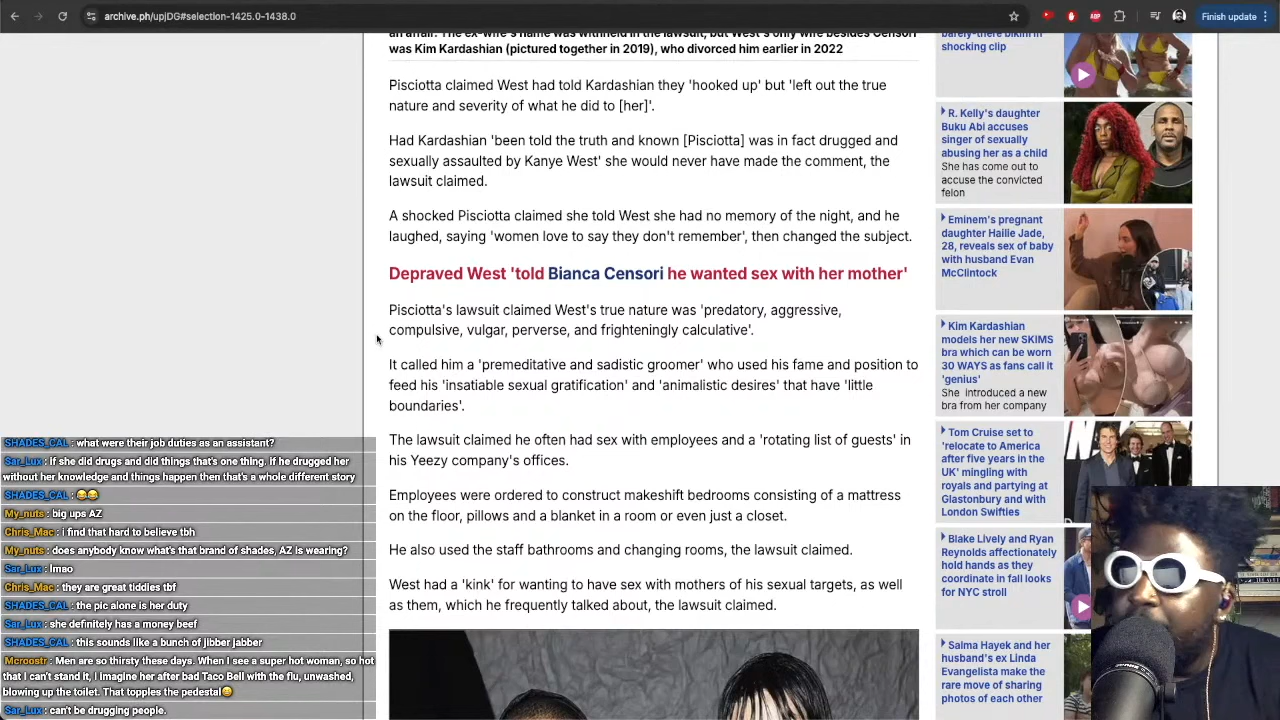 archive.ph/upJDG#selection-1425.0-1438.0
Finish update
was Kim Kardashian (pictured together in 2019), who divorced him earlier in 2022
Pisciotta claimed West had told Kardashian they 'hooked up' but 'left out the true
nature and severity of what he did to [her]'.
Had Kardashian 'been told the truth and known [Pisciotta] was in fact drugged and
sexually assaulted by Kanye West' she would never have made the comment, the
lawsuit claimed.
A shocked Pisciotta claimed she told West she had no memory of the night, and he
laughed, saying 'women love to say they don't remember', then changed the subject.
Depraved West 'told Bianca Censori he wanted sex with her mother'
Pisciotta's lawsuit claimed West's true nature was 'predatory, aggressive,
compulsive, vulgar, perverse, and frighteningly calculative'.
It called him a 'premeditative and sadistic groomer' who used his fame and position to
feed his 'insatiable sexual gratification' and 'animalistic desires' that have 'little
boundaries'.
The lawsuit claimed he often had sex with employees and a 'rotating list of guests' in
his Yeezy company's offices.
Employees were ordered to construct makeshift bedrooms consisting of a mattress
on the floor, pillows and a blanket in a room or even just a closet.
He also used the staff bathrooms and changing rooms, the lawsuit claimed.
West had a 'kink' for wanting to have sex with mothers of his sexual targets, as well
as them, which he frequently talked about, the lawsuit claimed.
shocking clip
R. Kelly's daughter
Buku Abi accuses
singer of sexually
abusing her as a child
She has come out to
accuse the convicted
felon
Eminem's pregnant
daughter Hailie Jade,
28, reveals sex of baby
with husband Evan
McClintock
Kim Kardashian
models her new SKIMS
bra which can be worn
30 WAYS as fans call it
'genius'
She introduced a new
bra from her company
Tom Cruise set to
'relocate to America
after five years in the
UK' mingling with
royals and partying at
Glastonbury and with
London Swifties
Blake Lively and Ryan
Reynolds affectionately
hold hands as they
coordinate in fall looks
for NYC stroll
Salma Hayek and her
husband's ex Linda
Evangelista make the
rare move of sharing
photos of each other
SHADES_CAL : what were their job duties as an assistant?
Sar_Lux : If she did drugs and did things that's one thing. If he drugged her
without her knowledge and things happen then that's a whole different story
SHADES_CAL : 😂😂
My_nuts : big ups AZ
Chris_Mac : i find that hard to believe tbh
My_nuts : does anybody know what's that brand of shades, AZ is wearing?
Sar_Lux : lmao
Chris_Mac : they are great tiddies tbf
SHADES_CAL : the pic alone is her duty
Sar_Lux : she definitely has a money beef
SHADES_CAL : this sounds like a bunch of jibber jabber
Mcroostr : Men are so thirsty these days. When I see a super hot woman, so hot
that I can't stand it, I imagine her after bad Taco Bell with the flu, unwashed,
blowing up the toilet. That topples the pedestal😂
Sar_Lux : can't be drugging people.